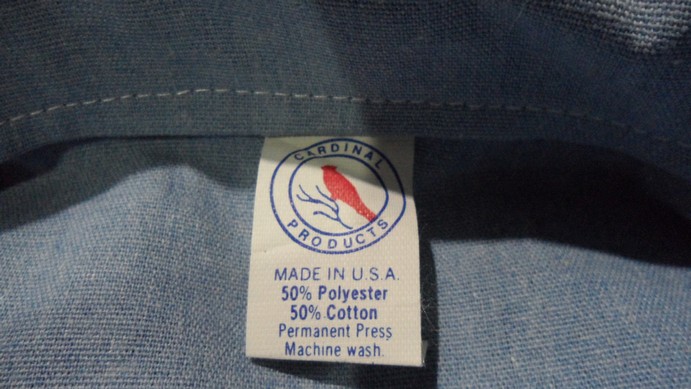 CARDINAL
PRODUCTS
MADE IN U.S.A.
50% Polyester
50% Cotton
Permanent Press
Machine wash.